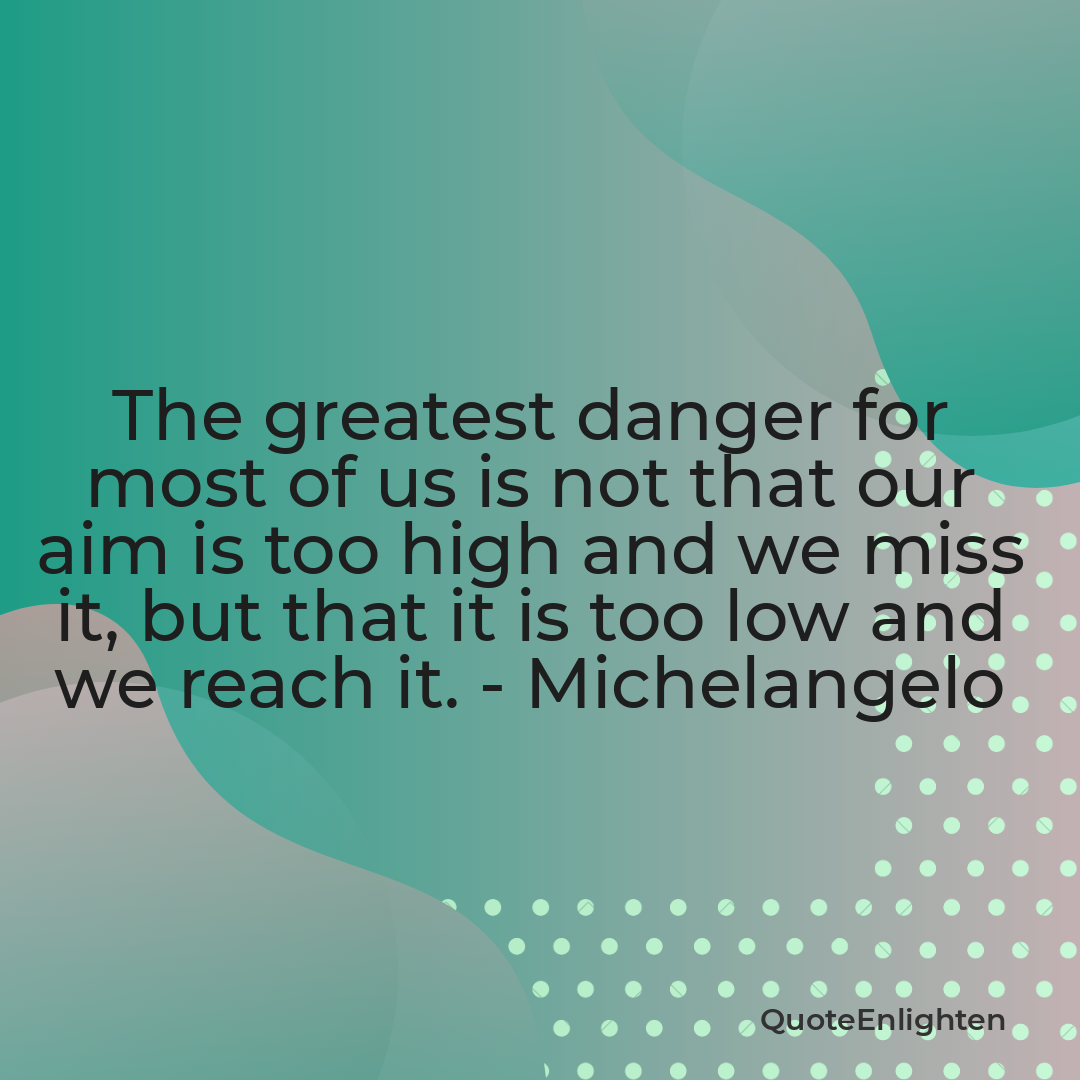 The greatest danger for
most of us is not that our
aim is too high and we miss
it, but that it is too low and
we reach it. - Michelangelo
QuoteEnlighten